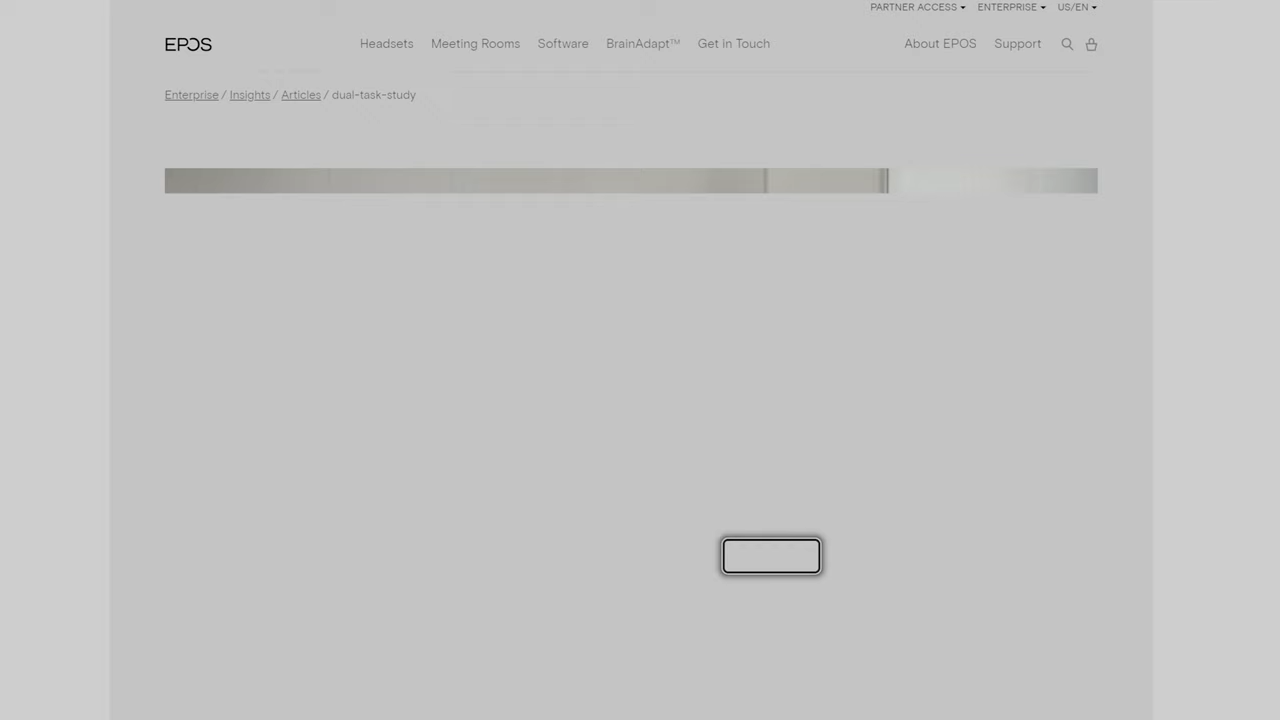 PARTNER ACCESS ENTERPRISE US/EN
EPOS Headsets Meeting Rooms Software BrainAdapt™ Get in Touch About EPOS Support
Enterprise / Insights / Articles / dual-task-study